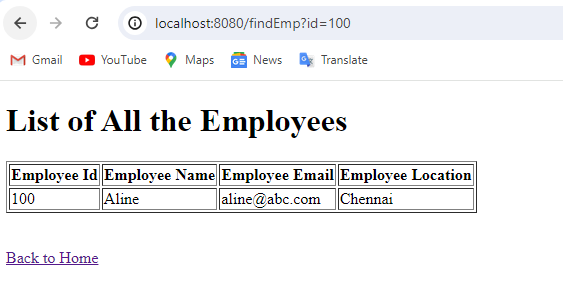 localhost:8080/findEmp?id=100
Gmail YouTube Maps GE News G Translate
List of All the Employees
Employee Id Employee Name Employee Email Employee Location
100 Aline aline@abc.com Chennai
Back to Home